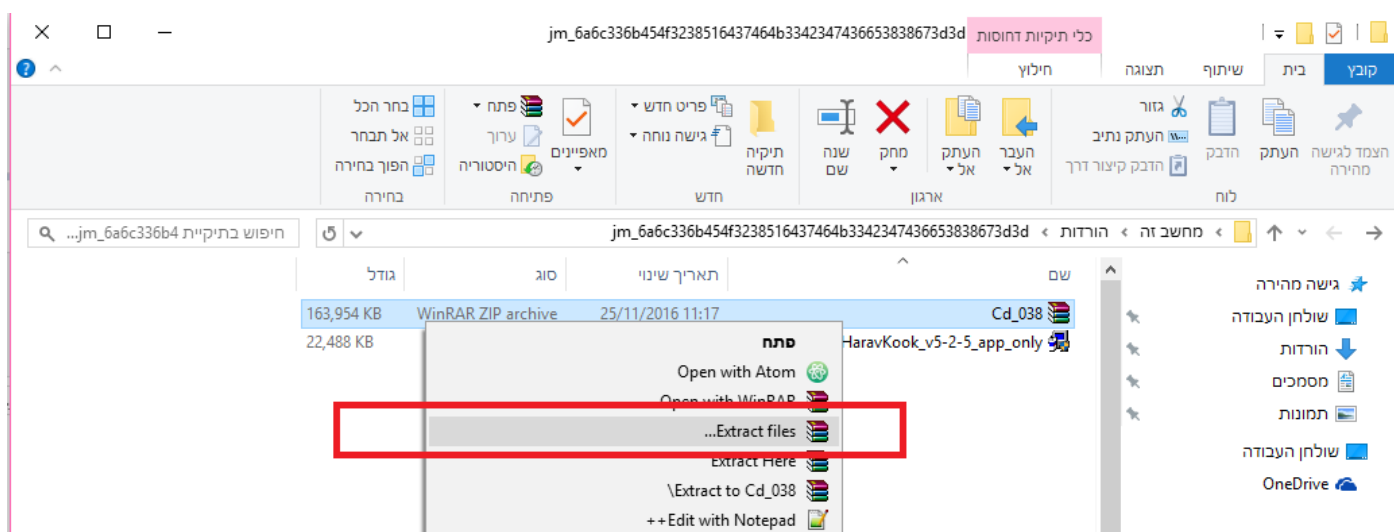 jm_6a6c336b454f3238516437464b3342347436653838673d3d
כלי תיקיות דחוסות
קובץ
בית
שיתוף
תצוגה
חילוץ
הצמד לגישה מהירה
העתק
הדבק
גזור
העתק נתיב
הדבק קיצור דרך
לוח
העבר אל
העתק אל
מחק
שנה שם
ארגון
תיקיה חדשה
פריט חדש
גישה נוחה
חדש
מאפיינים
פתח
ערוך
היסטוריה
פתיחה
בחר הכל
אל תבחר
הפוך בחירה
בחירה
מחשב זה › הורדות › jm_6a6c336b454f3238516437464b3342347436653838673d3d
חיפוש בתיקיית jm_6a6c336b4...
שם
תאריך שינוי
סוג
גודל
Cd_038
25/11/2016 11:17
WinRAR ZIP archive
163,954 KB
HaravKook_v5-2-5_app_only
22,488 KB
פתח
Open with Atom
Open with WinRAR
Extract files...
Extract Here
Extract to Cd_038\
Edit with Notepad++
גישה מהירה
שולחן העבודה
הורדות
מסמכים
תמונות
שולחן העבודה
OneDrive